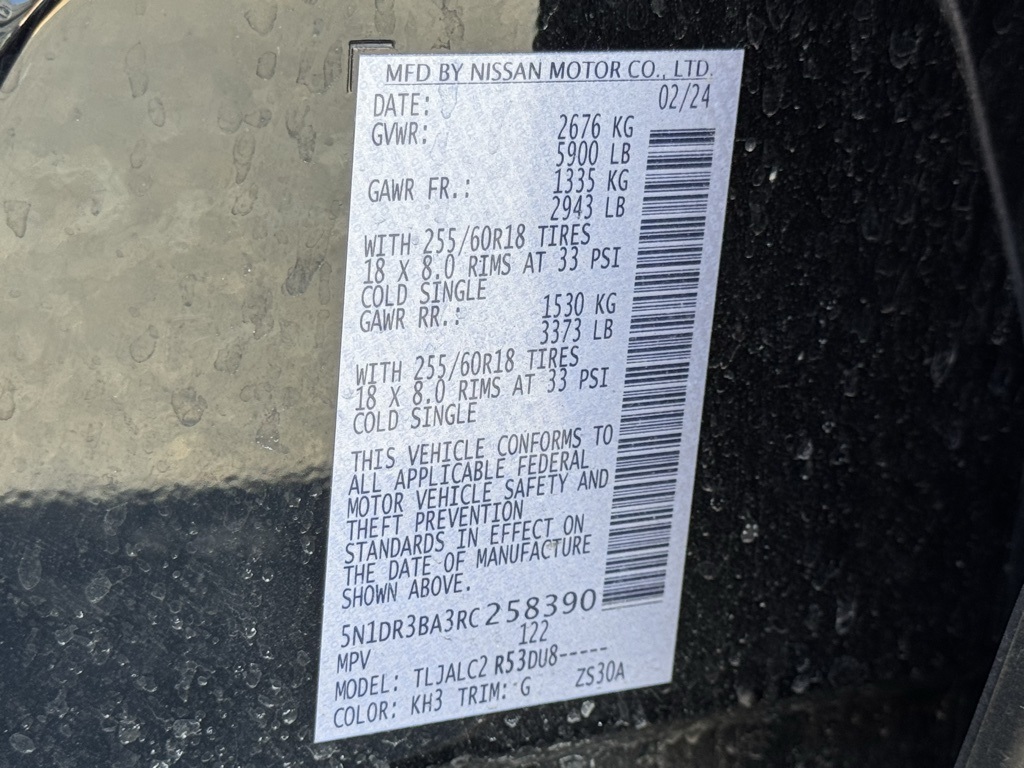 MFD BY NISSAN MOTOR CO., LTD.
DATE: 02/24
GVWR: 2676 KG
5900 LB
GAWR FR.: 1335 KG
2943 LB
WITH 255/60R18 TIRES
18 X 8.0 RIMS AT 33 PSI
COLD SINGLE
GAWR RR.: 1530 KG
3373 LB
WITH 255/60R18 TIRES
18 X 8.0 RIMS AT 33 PSI
COLD SINGLE
THIS VEHICLE CONFORMS TO
ALL APPLICABLE FEDERAL
MOTOR VEHICLE SAFETY AND
THEFT PREVENTION
STANDARDS IN EFFECT ON
THE DATE OF MANUFACTURE
SHOWN ABOVE.
5N1DR3BA3RC258390
MPV 122
MODEL: TLJALC2 R53DU8-----
COLOR: KH3 TRIM: G ZS30A